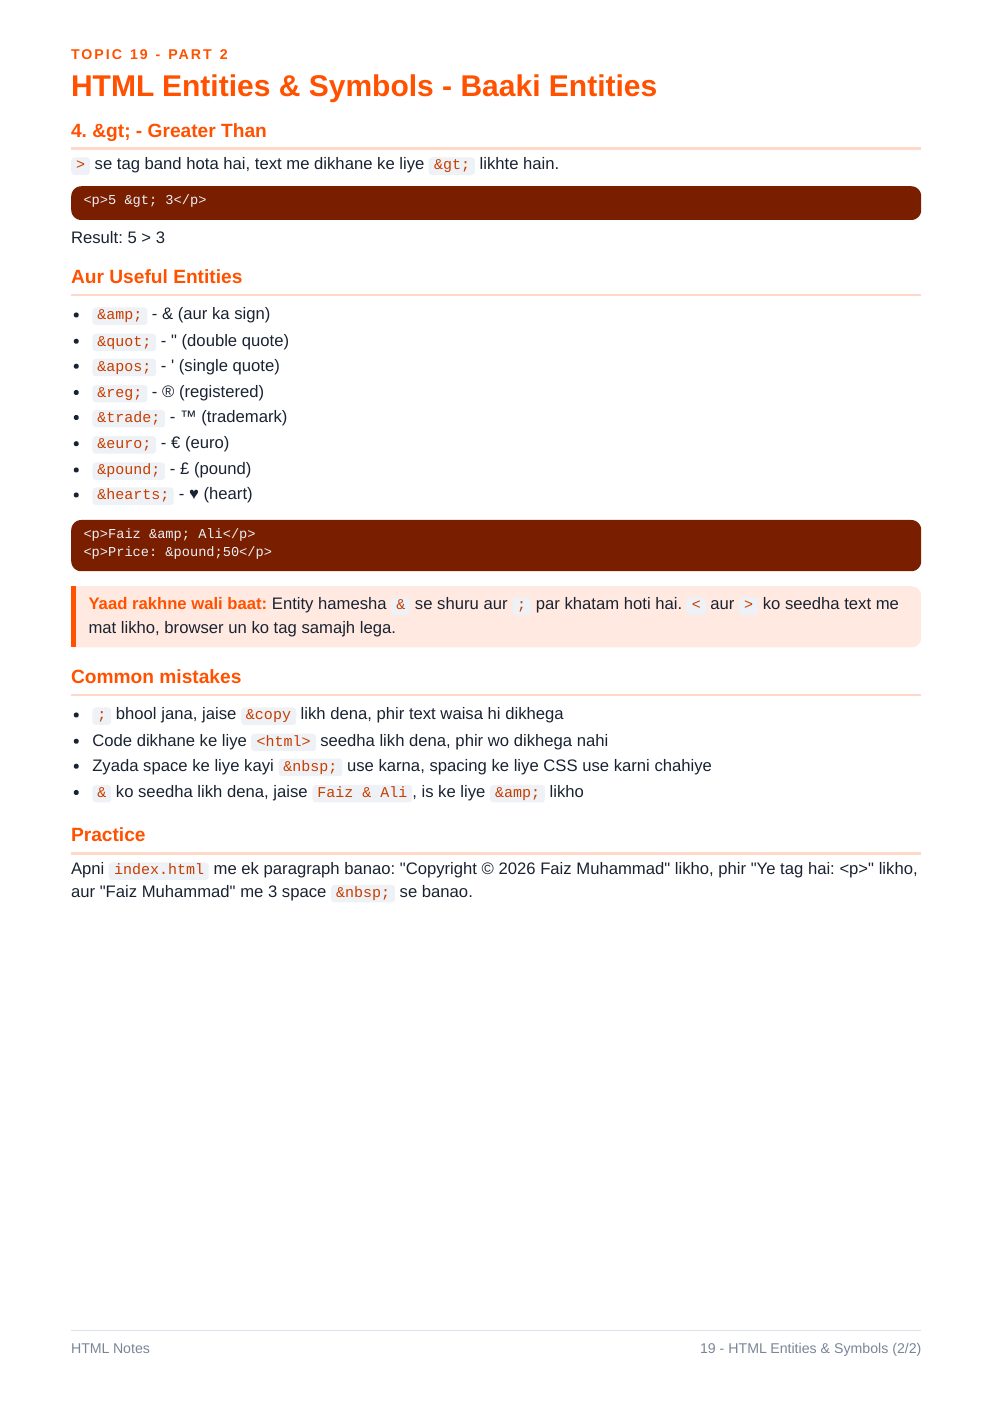 TOPIC 19 - PART 2
HTML Entities & Symbols - Baaki Entities
4. &gt; - Greater Than
> se tag band hota hai, text me dikhane ke liye &gt; likhte hain.
<p>5 &gt; 3</p>
Result: 5 > 3
Aur Useful Entities
• &amp; - & (aur ka sign)
• &quot; - " (double quote)
• &apos; - ' (single quote)
• &reg; - ® (registered)
• &trade; - ™ (trademark)
• &euro; - € (euro)
• &pound; - £ (pound)
• &hearts; - ♥ (heart)
<p>Faiz &amp; Ali</p>
<p>Price: &pound;50</p>
Yaad rakhne wali baat: Entity hamesha & se shuru aur ; par khatam hoti hai. < aur > ko seedha text me
mat likho, browser un ko tag samajh lega.
Common mistakes
• ; bhool jana, jaise &copy likh dena, phir text waisa hi dikhega
• Code dikhane ke liye <html> seedha likh dena, phir wo dikhega nahi
• Zyada space ke liye kayi &nbsp; use karna, spacing ke liye CSS use karni chahiye
• & ko seedha likh dena, jaise Faiz & Ali, is ke liye &amp; likho
Practice
Apni index.html me ek paragraph banao: "Copyright © 2026 Faiz Muhammad" likho, phir "Ye tag hai: <p>" likho,
aur "Faiz Muhammad" me 3 space &nbsp; se banao.
HTML Notes
19 - HTML Entities & Symbols (2/2)